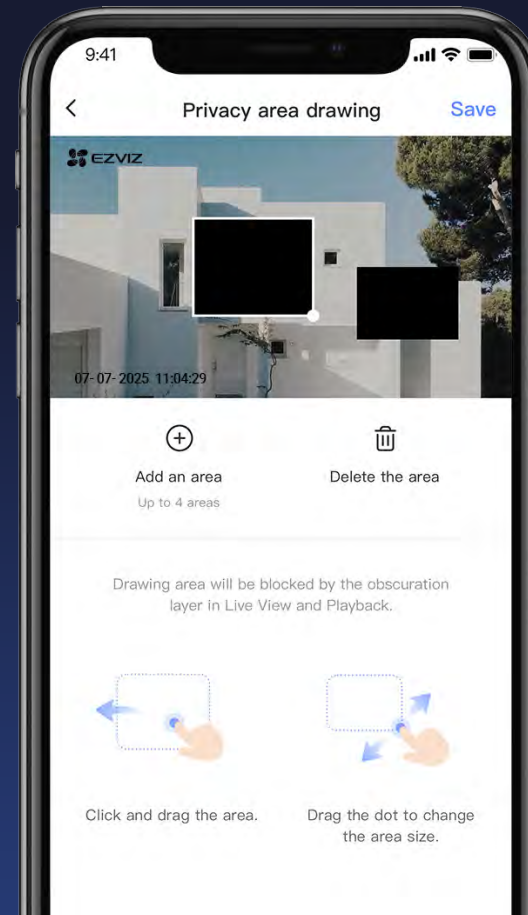 9:41
Privacy area drawing
Save
EZVIZ
07-07-2025 11:04:29
Add an area
Up to 4 areas
Delete the area
Drawing area will be blocked by the obscuration
layer in Live View and Playback.
Click and drag the area.
Drag the dot to change
the area size.